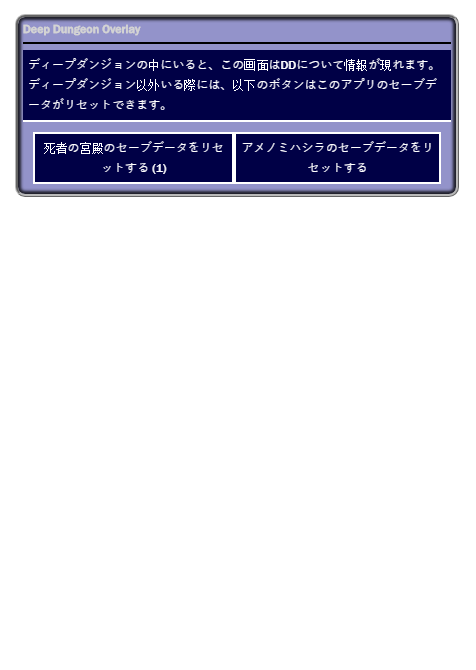 Deep Dungeon Overlay
ディープダンジョンの中にいると、この画面はDDについて情報が現れます。
ディープダンジョン以外いる際には、以下のボタンはこのアプリのセーブデ
ータがリセットできます。
死者の宮殿のセーブデータをリセ
ットする (1)
アメノミハシラのセーブデータをリ
セットする